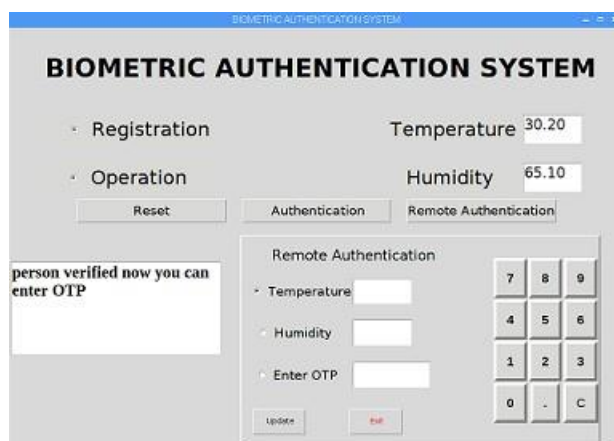 BIOMETRIC AUTHENTICATION SYSTEM
BIOMETRIC AUTHENTICATION SYSTEM
Registration
Temperature 30.20
Operation
Humidity 65.10
Reset Authentication Remote Authentication
person verified now you can
enter OTP
Remote Authentication
Temperature
Humidity
Enter OTP
Update Exit
7 8 9
4 5 6
1 2 3
0 . C